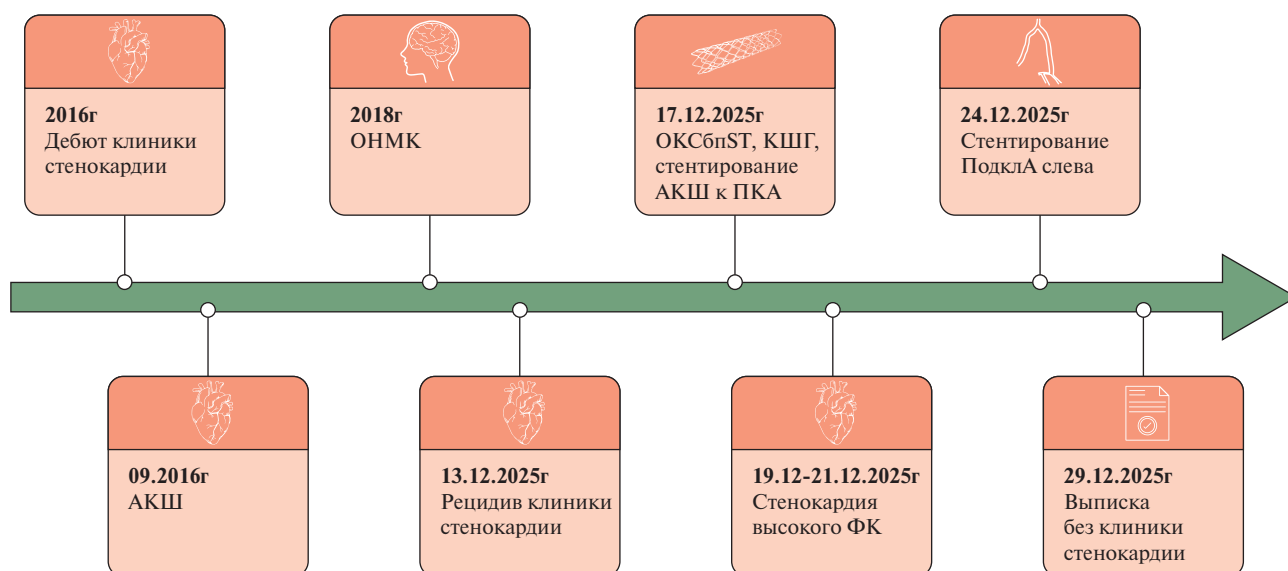 2016г
Дебют клиники
стенокардии
2018г
ОНМК
17.12.2025г
ОКСбпST, КШГ,
стентирование
АКШ к ПКА
24.12.2025г
Стентирование
ПодклА слева
09.2016г
АКШ
13.12.2025г
Рецидив клиники
стенокардии
19.12-21.12.2025г
Стенокардия
высокого ФК
29.12.2025г
Выписка
без клиники
стенокардии